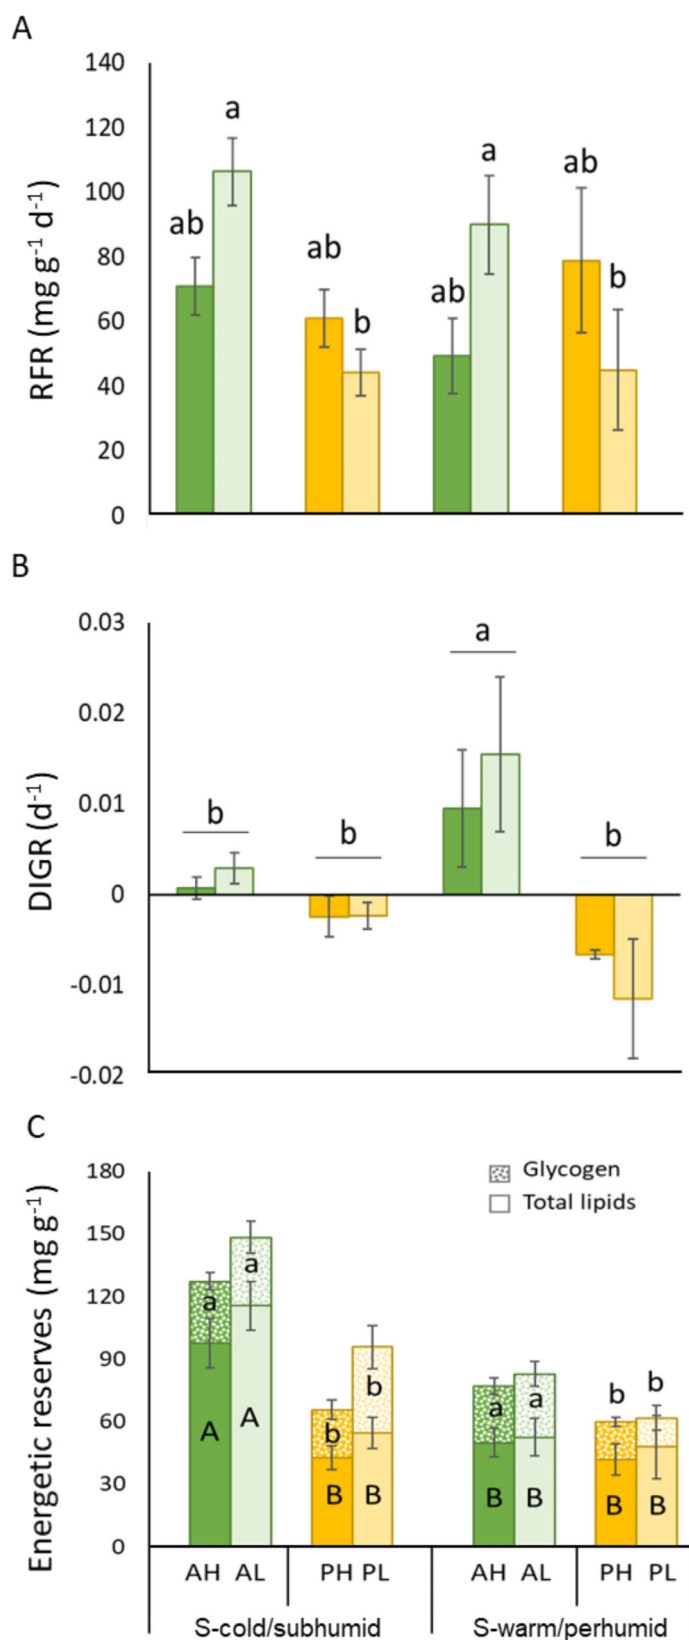 A
RFR (mg g⁻¹ d⁻¹)
140
120
100
80
60
40
20
0
ab
a
ab
b
ab
a
ab
b
B
DIGR (d⁻¹)
0.03
0.02
0.01
0
-0.01
-0.02
b
b
a
b
C
Energetic reserves (mg g⁻¹)
180
150
120
90
60
30
0
Glycogen
Total lipids
a
a
b
b
a
a
b
b
A
A
B
B
B
B
B
B
AH AL PH PL AH AL PH PL
S-cold/subhumid S-warm/perhumid